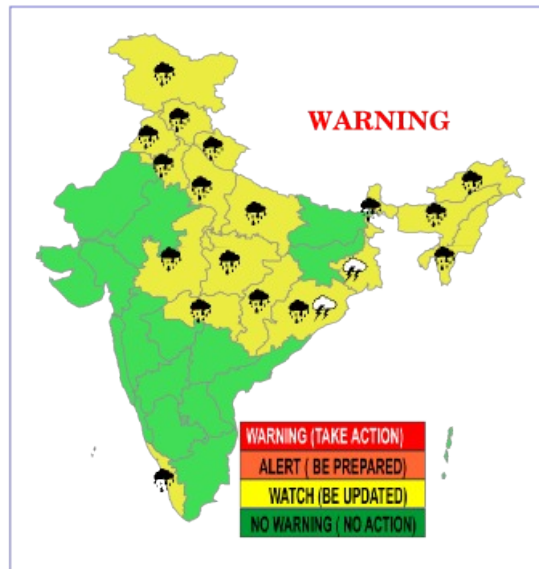 WARNING
WARNING (TAKE ACTION)
ALERT ( BE PREPARED)
WATCH (BE UPDATED)
NO WARNING ( NO ACTION)